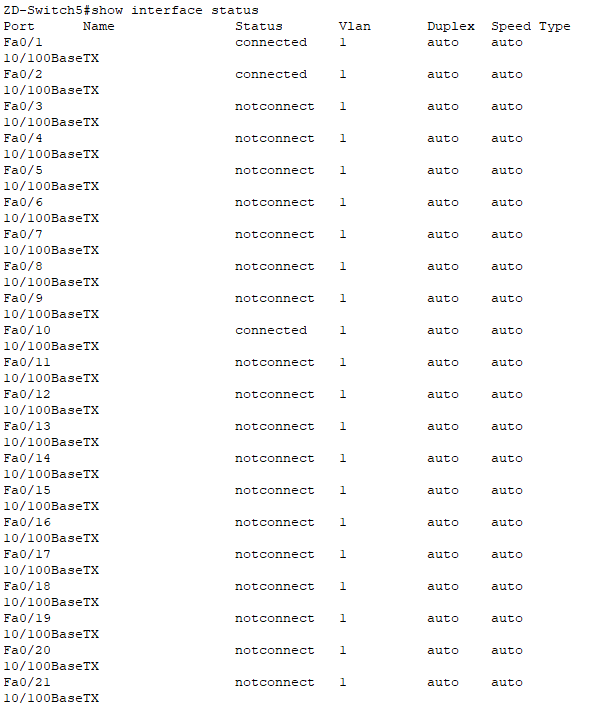 ZD-Switch5#show interface status
Port Name Status Vlan Duplex Speed Type
Fa0/1 connected 1 auto auto
10/100BaseTX
Fa0/2 connected 1 auto auto
10/100BaseTX
Fa0/3 notconnect 1 auto auto
10/100BaseTX
Fa0/4 notconnect 1 auto auto
10/100BaseTX
Fa0/5 notconnect 1 auto auto
10/100BaseTX
Fa0/6 notconnect 1 auto auto
10/100BaseTX
Fa0/7 notconnect 1 auto auto
10/100BaseTX
Fa0/8 notconnect 1 auto auto
10/100BaseTX
Fa0/9 notconnect 1 auto auto
10/100BaseTX
Fa0/10 connected 1 auto auto
10/100BaseTX
Fa0/11 notconnect 1 auto auto
10/100BaseTX
Fa0/12 notconnect 1 auto auto
10/100BaseTX
Fa0/13 notconnect 1 auto auto
10/100BaseTX
Fa0/14 notconnect 1 auto auto
10/100BaseTX
Fa0/15 notconnect 1 auto auto
10/100BaseTX
Fa0/16 notconnect 1 auto auto
10/100BaseTX
Fa0/17 notconnect 1 auto auto
10/100BaseTX
Fa0/18 notconnect 1 auto auto
10/100BaseTX
Fa0/19 notconnect 1 auto auto
10/100BaseTX
Fa0/20 notconnect 1 auto auto
10/100BaseTX
Fa0/21 notconnect 1 auto auto
10/100BaseTX